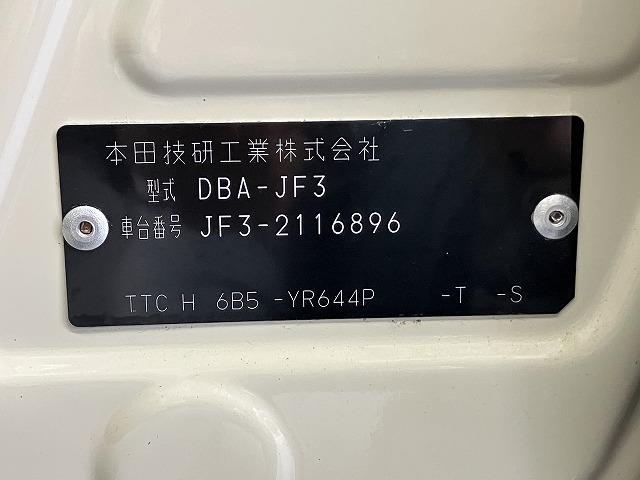 本田技研工業株式会社
型式 DBA-JF3
車台番号 JF3-2116896
TTC H 6B5 -YR644P -T -S